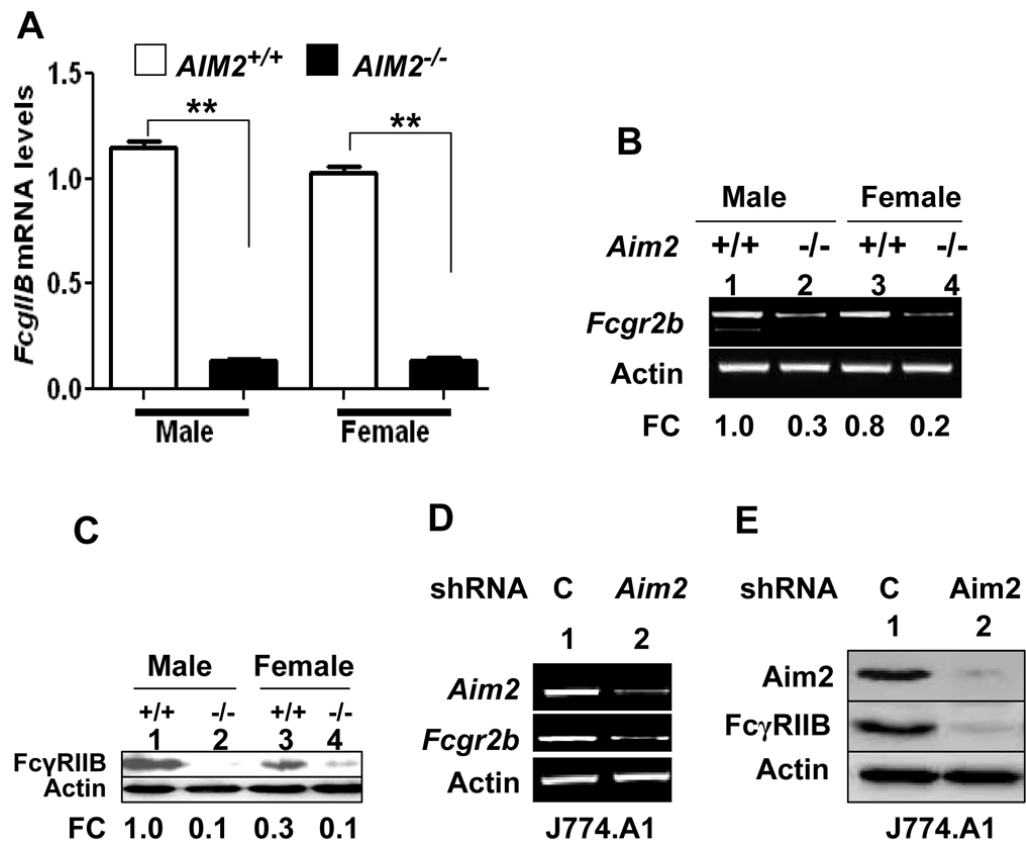 A
AIM2+/+ AIM2-/-
FcgIIB mRNA levels
1.5
1.0
0.5
0.0
** **
Male Female
B
Male Female
Aim2 +/+ -/- +/+ -/-
1 2 3 4
Fcgr2b
Actin
FC 1.0 0.3 0.8 0.2
C
Male Female
+/+ -/- +/+ -/-
1 2 3 4
FcγRIIB
Actin
FC 1.0 0.1 0.3 0.1
D
shRNA C Aim2
1 2
Aim2
Fcgr2b
Actin
J774.A1
E
shRNA C Aim2
1 2
Aim2
FcγRIIB
Actin
J774.A1